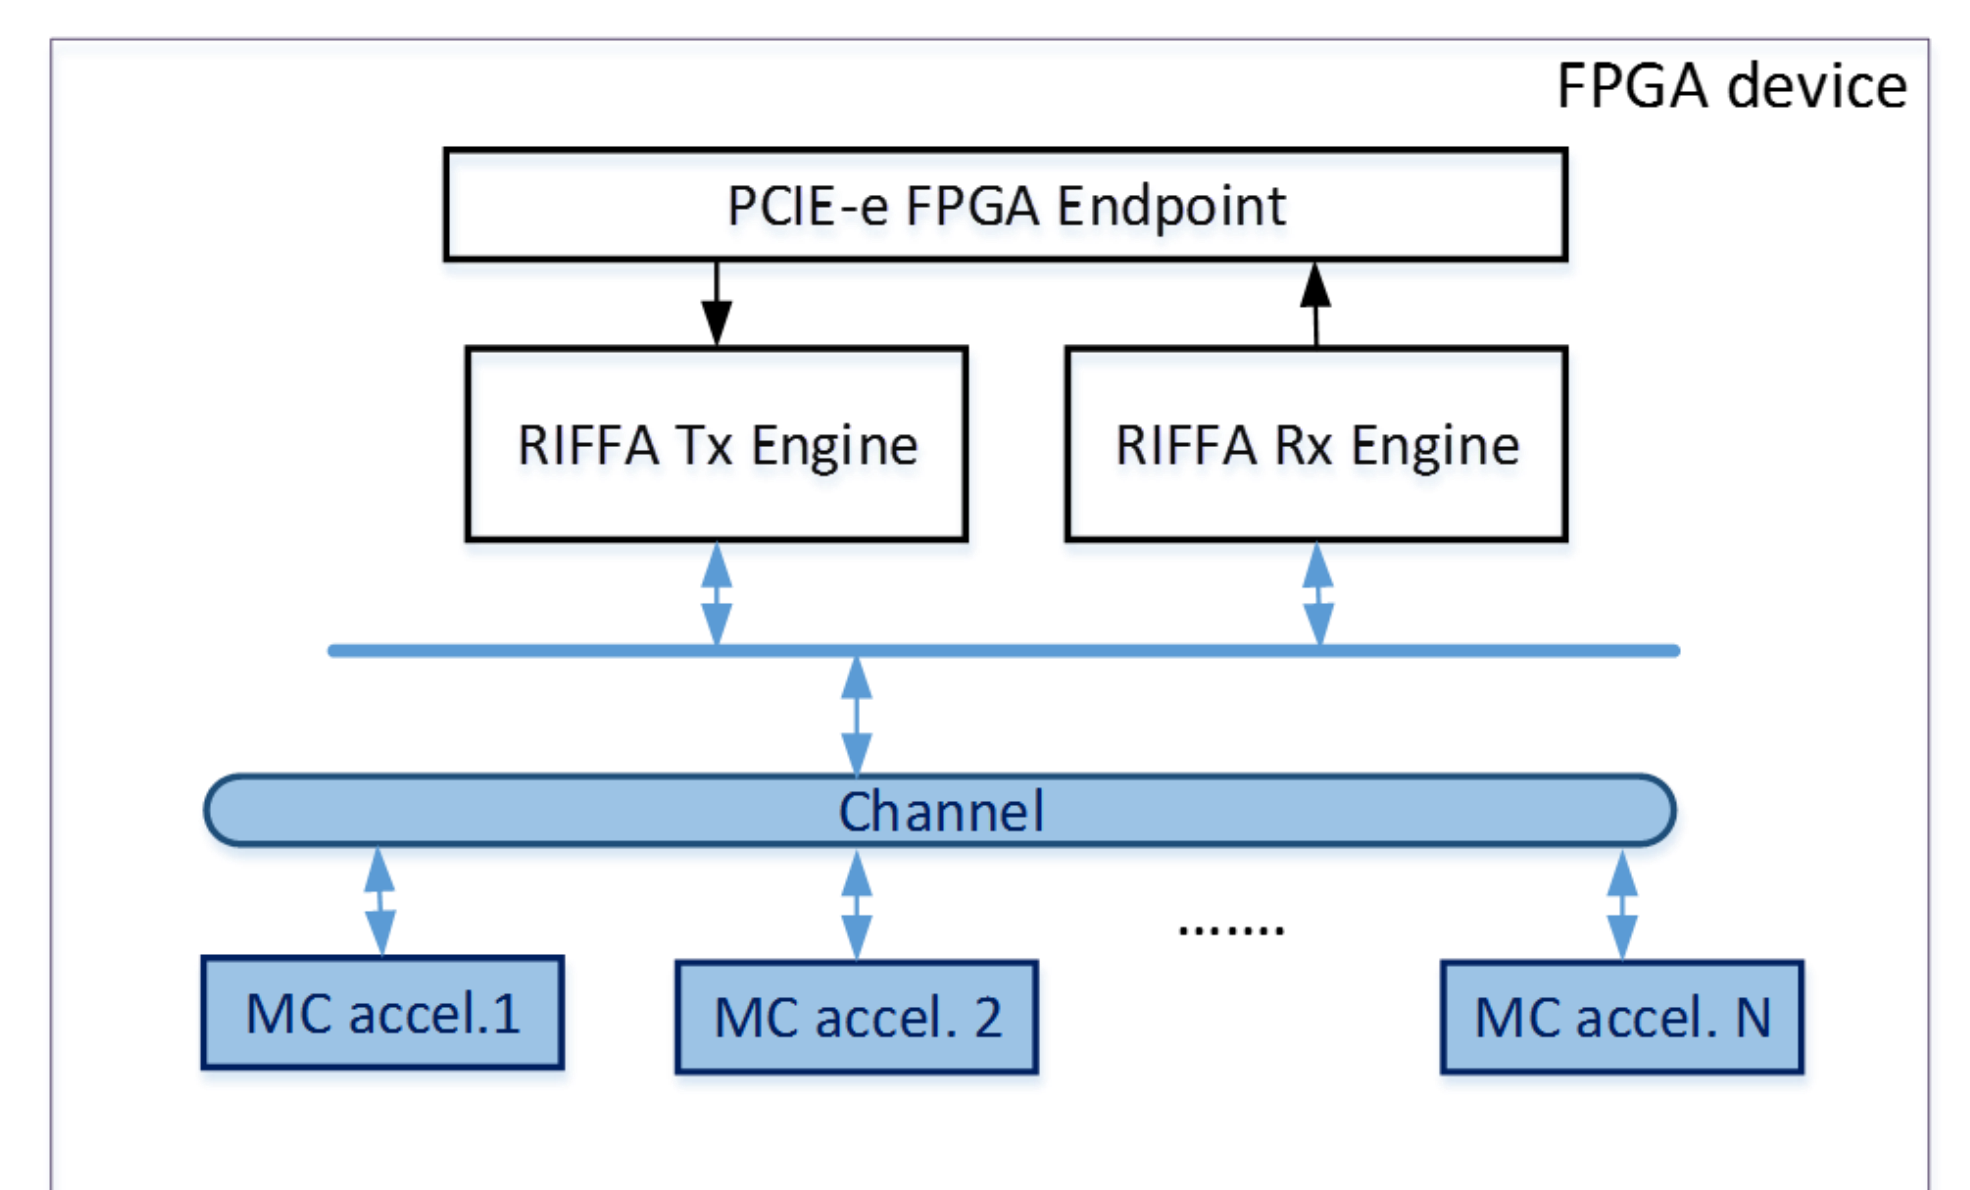 FPGA device
PCIE-e FPGA Endpoint
RIFFA Tx Engine
RIFFA Rx Engine
Channel
.......
MC accel.1
MC accel. 2
MC accel. N